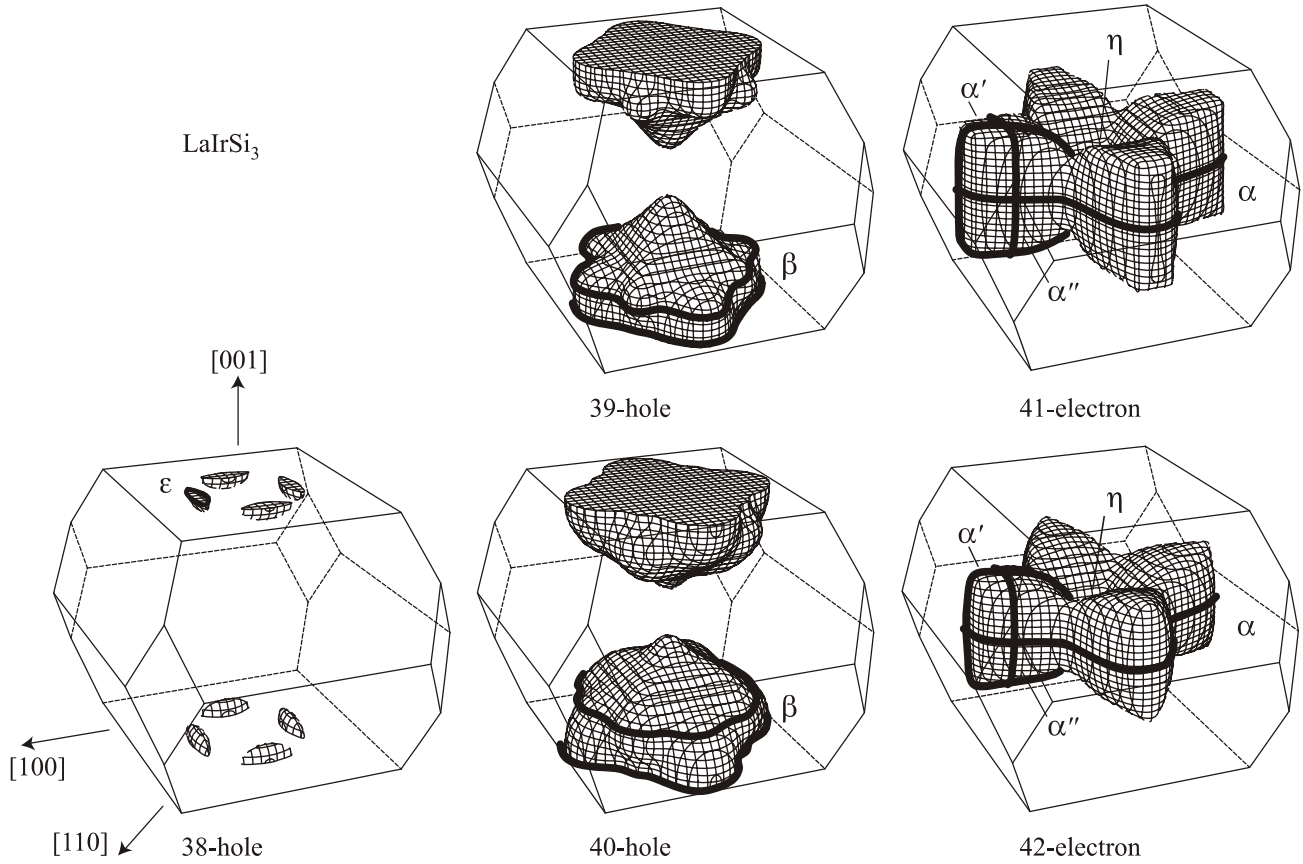 LaIrSi₃
β
39-hole
η
α′
α
α″
41-electron
[001]
ε
[100]
[110]
38-hole
β
40-hole
η
α′
α
α″
42-electron